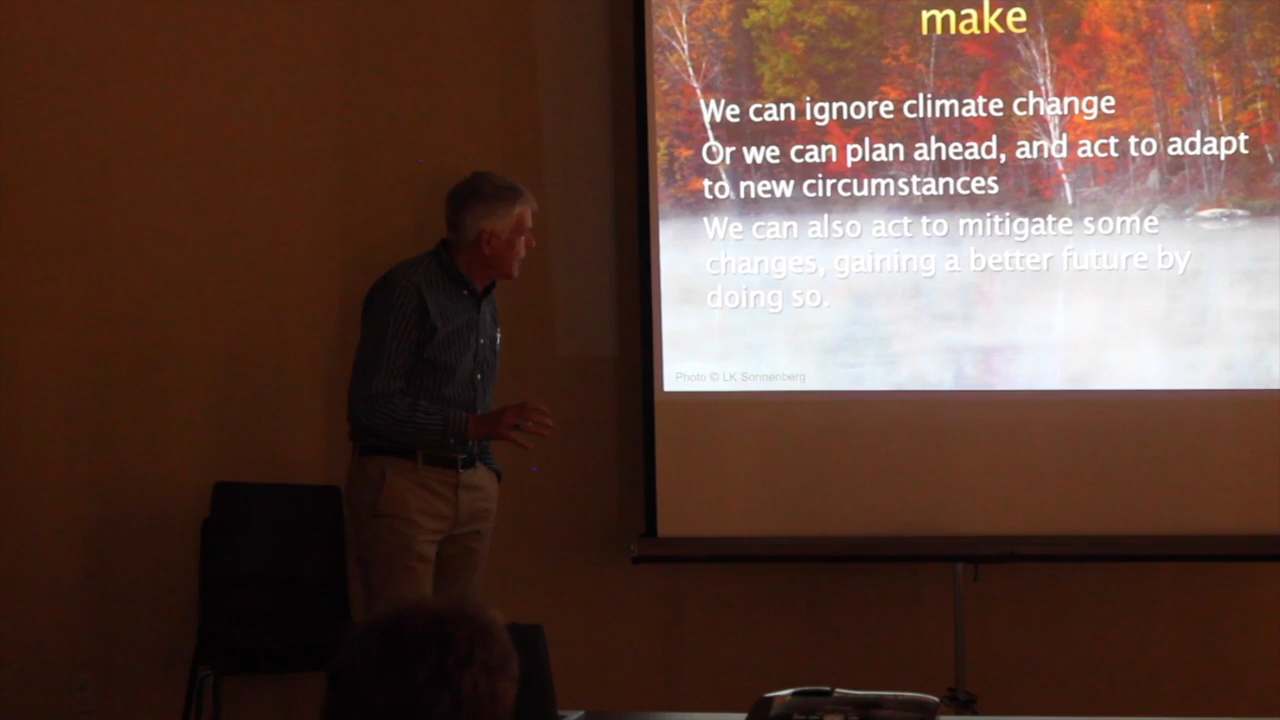 make
We can ignore climate change
Or we can plan ahead, and act to adapt
to new circumstances
We can also act to mitigate some
changes, gaining a better future by
doing so.
Photo © LK Sonnenberg